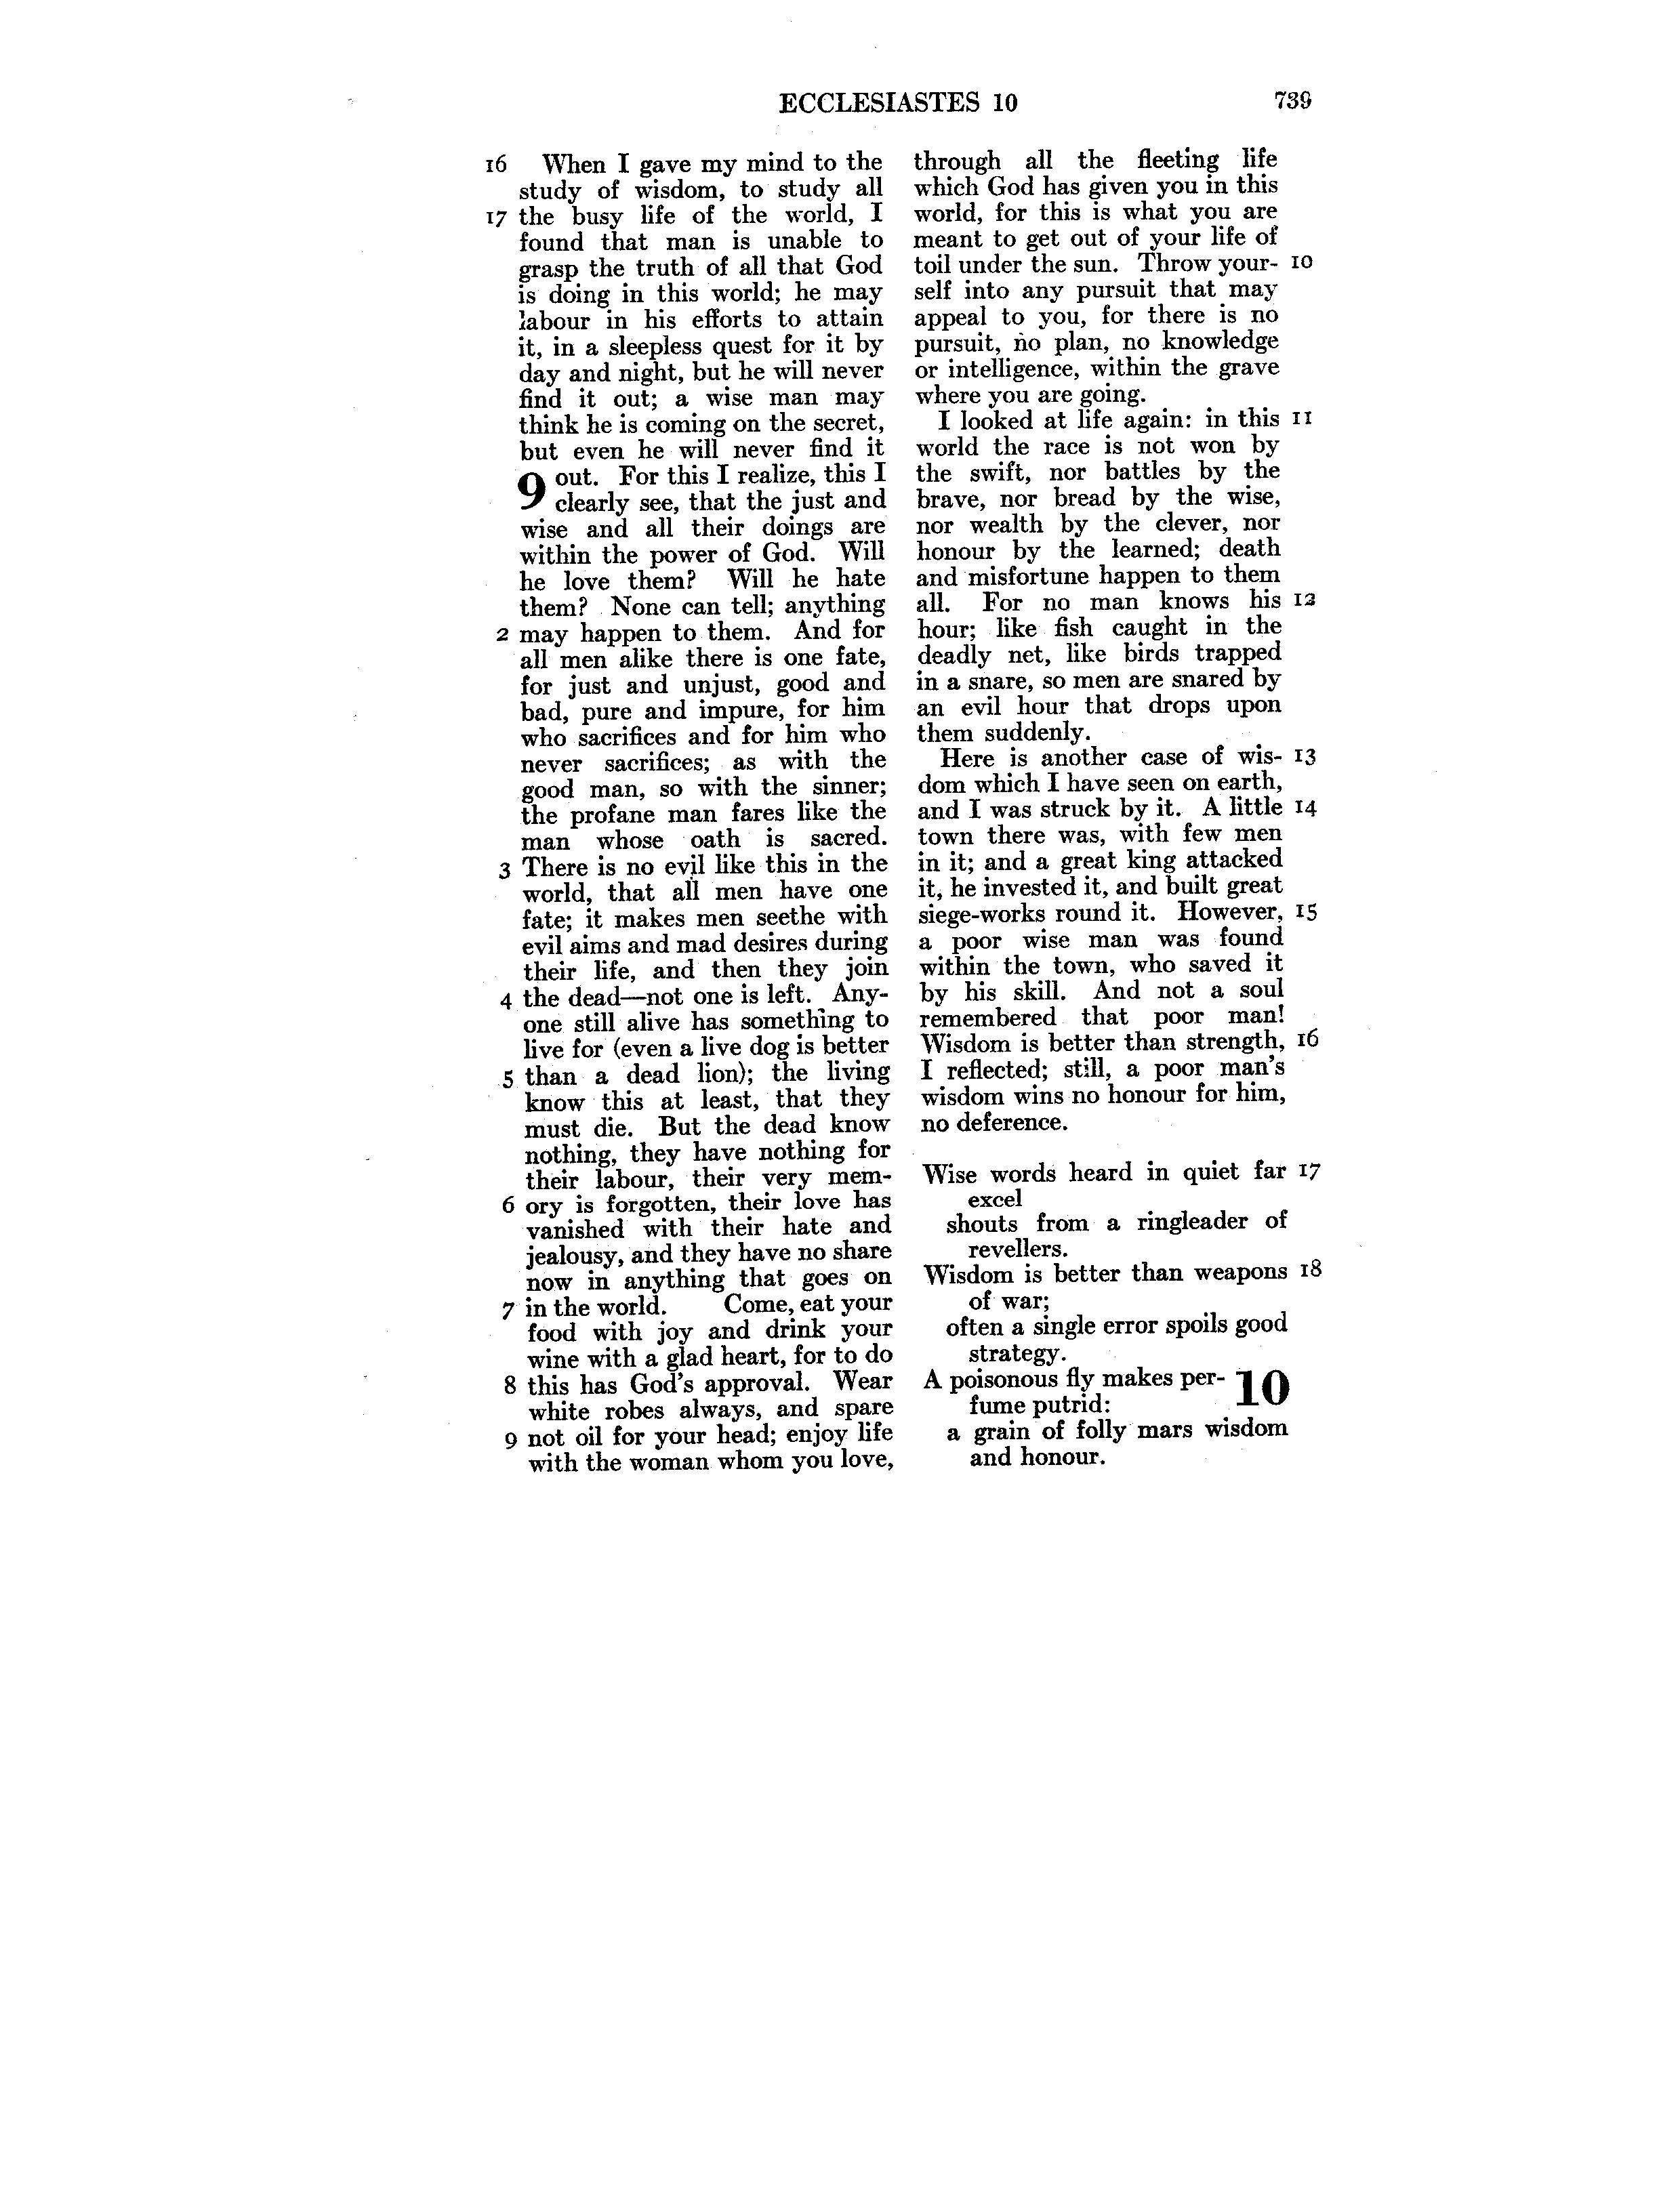 ECCLESIASTES 10 739
16 When I gave my mind to the
study of wisdom, to study all
17 the busy life of the world, I
found that man is unable to
grasp the truth of all that God
is doing in this world; he may
labour in his efforts to attain
it, in a sleepless quest for it by
day and night, but he will never
find it out; a wise man may
think he is coming on the secret,
but even he will never find it
9 out. For this I realize, this I
clearly see, that the just and
wise and all their doings are
within the power of God. Will
he love them? Will he hate
them? None can tell; anything
2 may happen to them. And for
all men alike there is one fate,
for just and unjust, good and
bad, pure and impure, for him
who sacrifices and for him who
never sacrifices; as with the
good man, so with the sinner;
the profane man fares like the
man whose oath is sacred.
3 There is no evil like this in the
world, that all men have one
fate; it makes men seethe with
evil aims and mad desires during
their life, and then they join
4 the dead—not one is left. Any-
one still alive has something to
live for (even a live dog is better
5 than a dead lion); the living
know this at least, that they
must die. But the dead know
nothing, they have nothing for
their labour, their very mem-
6 ory is forgotten, their love has
vanished with their hate and
jealousy, and they have no share
now in anything that goes on
7 in the world. Come, eat your
food with joy and drink your
wine with a glad heart, for to do
8 this has God's approval. Wear
white robes always, and spare
9 not oil for your head; enjoy life
with the woman whom you love,
through all the fleeting life
which God has given you in this
world, for this is what you are
meant to get out of your life of
toil under the sun. Throw your- 10
self into any pursuit that may
appeal to you, for there is no
pursuit, no plan, no knowledge
or intelligence, within the grave
where you are going.
I looked at life again: in this 11
world the race is not won by
the swift, nor battles by the
brave, nor bread by the wise,
nor wealth by the clever, nor
honour by the learned; death
and misfortune happen to them
all. For no man knows his 12
hour; like fish caught in the
deadly net, like birds trapped
in a snare, so men are snared by
an evil hour that drops upon
them suddenly.
Here is another case of wis- 13
dom which I have seen on earth,
and I was struck by it. A little 14
town there was, with few men
in it; and a great king attacked
it, he invested it, and built great
siege-works round it. However, 15
a poor wise man was found
within the town, who saved it
by his skill. And not a soul
remembered that poor man!
Wisdom is better than strength, 16
I reflected; still, a poor man's
wisdom wins no honour for him,
no deference.
Wise words heard in quiet far 17
excel
shouts from a ringleader of
revellers.
Wisdom is better than weapons 18
of war;
often a single error spoils good
strategy.
A poisonous fly makes per- 10
fume putrid:
a grain of folly mars wisdom
and honour.